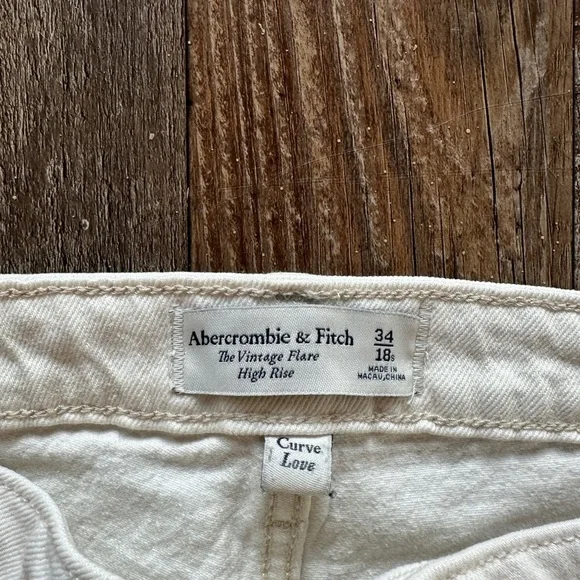 Abercrombie & Fitch
The Vintage Flare
High Rise
34
18s
MADE IN
MACAU,CHINA
Curve
Love